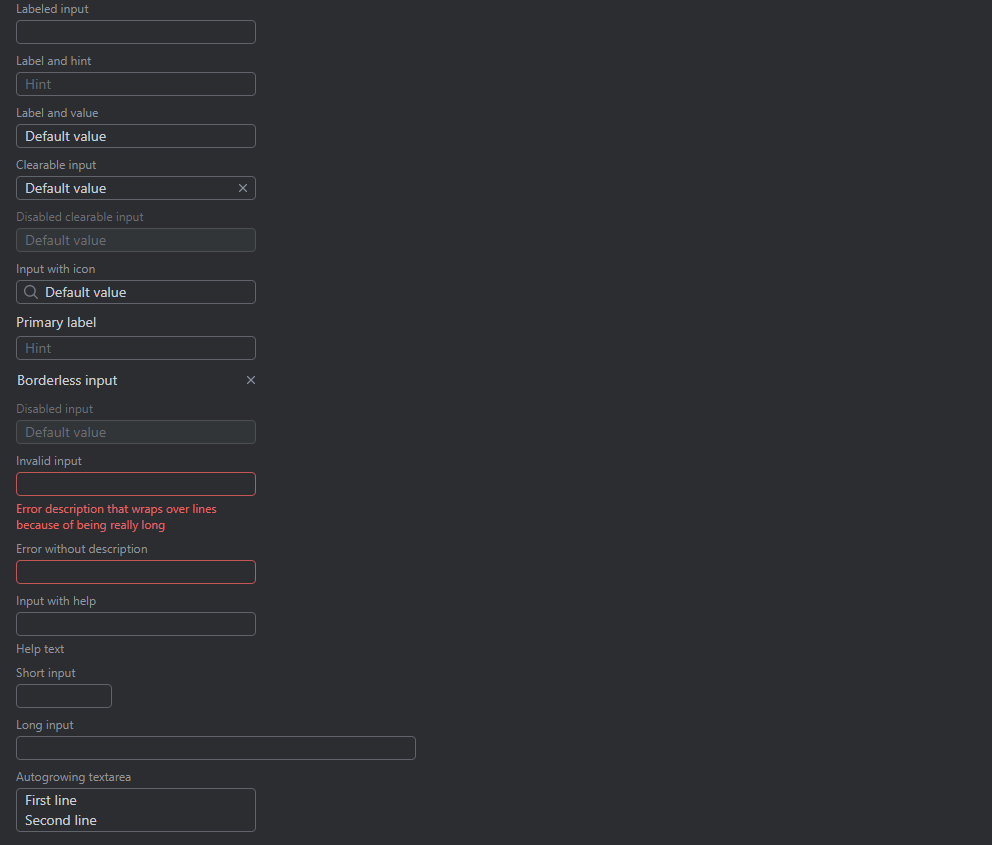 Labeled input
Label and hint
Hint
Label and value
Default value
Clearable input
Default value
Disabled clearable input
Default value
Input with icon
Default value
Primary label
Hint
Borderless input
Disabled input
Default value
Invalid input
Error description that wraps over lines
because of being really long
Error without description
Input with help
Help text
Short input
Long input
Autogrowing textarea
First line
Second line